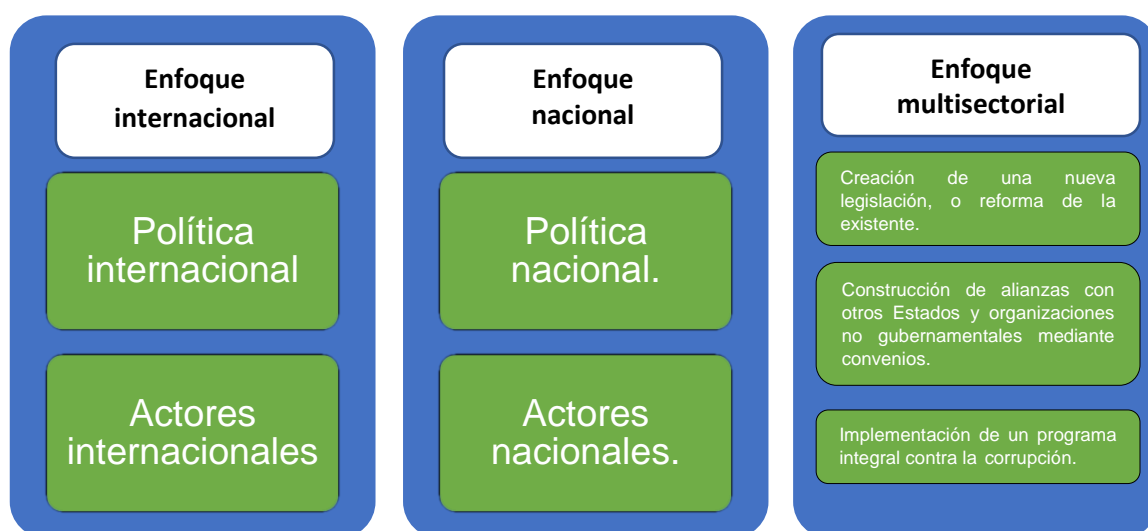 Enfoque
internacional
Política
internacional
Actores
internacionales
Enfoque
nacional
Política
nacional.
Actores
nacionales.
Enfoque
multisectorial
Creación de una nueva
legislación, o reforma de la
existente.
Construcción de alianzas con
otros Estados y organizaciones
no gubernamentales mediante
convenios.
Implementación de un programa
integral contra la corrupción.